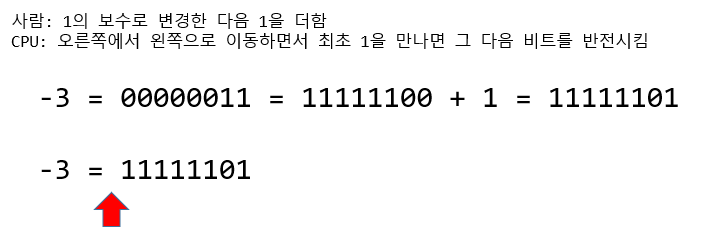 사람: 1의 보수로 변경한 다음 1을 더함
CPU: 오른쪽에서 왼쪽으로 이동하면서 최초 1을 만나면 그 다음 비트를 반전시킴
-3 = 00000011 = 11111100 + 1 = 11111101
-3 = 11111101